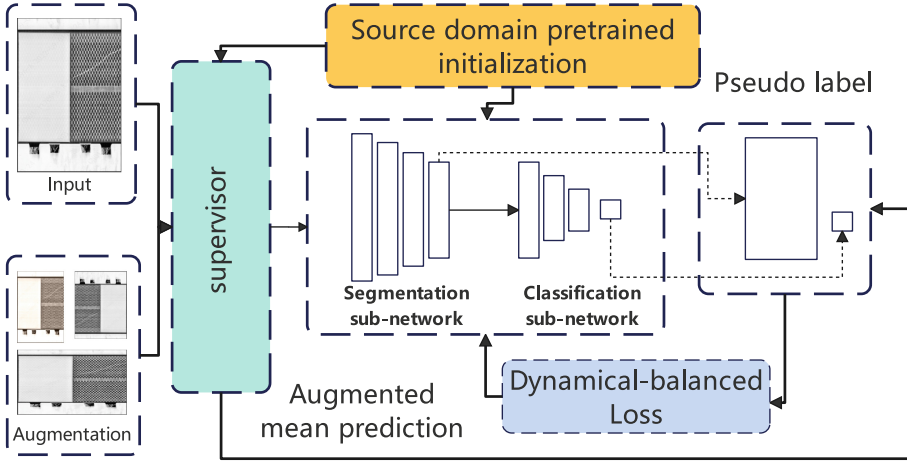 Source domain pretrained
initialization
Pseudo label
Input
supervisor
Segmentation
sub-network
Classification
sub-network
Augmentation
Augmented
mean prediction
Dynamical-balanced
Loss